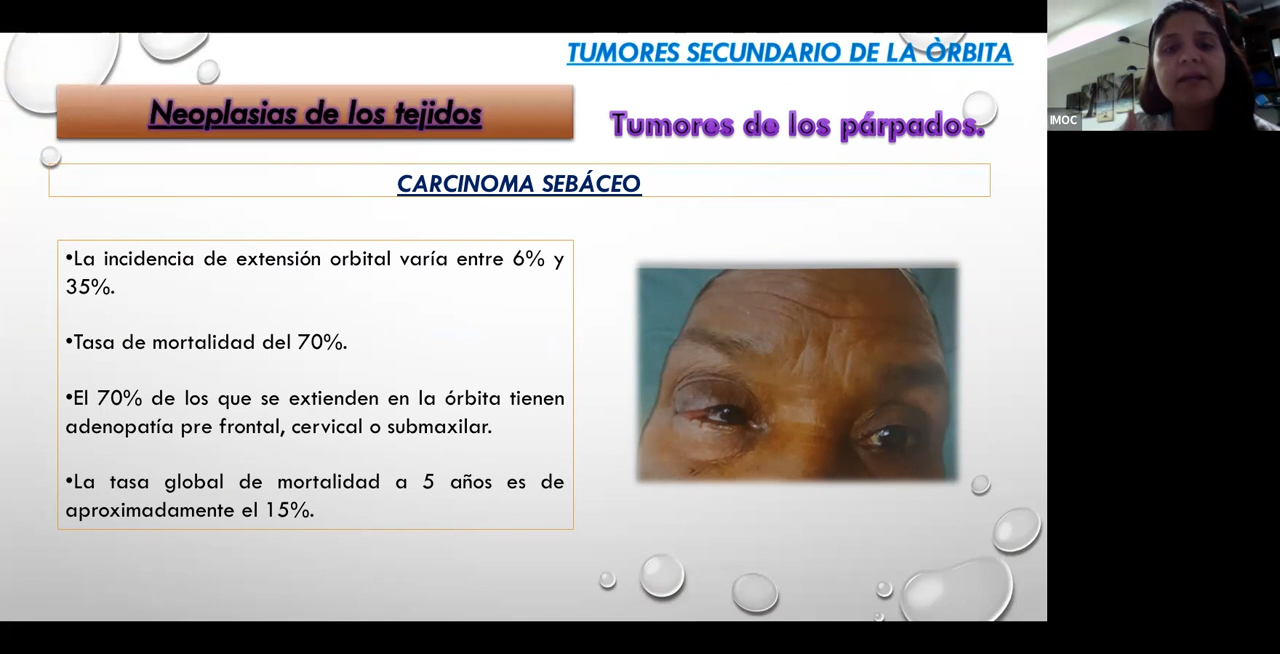 TUMORES SECUNDARIO DE LA ÒRBITA
Neoplasias de los tejidos
Tumores de los párpados.
CARCINOMA SEBÁCEO
•La incidencia de extensión orbital varía entre 6% y
35%.
•Tasa de mortalidad del 70%.
•El 70% de los que se extienden en la órbita tienen
adenopatía pre frontal, cervical o submaxilar.
•La tasa global de mortalidad a 5 años es de
aproximadamente el 15%.
IMOC